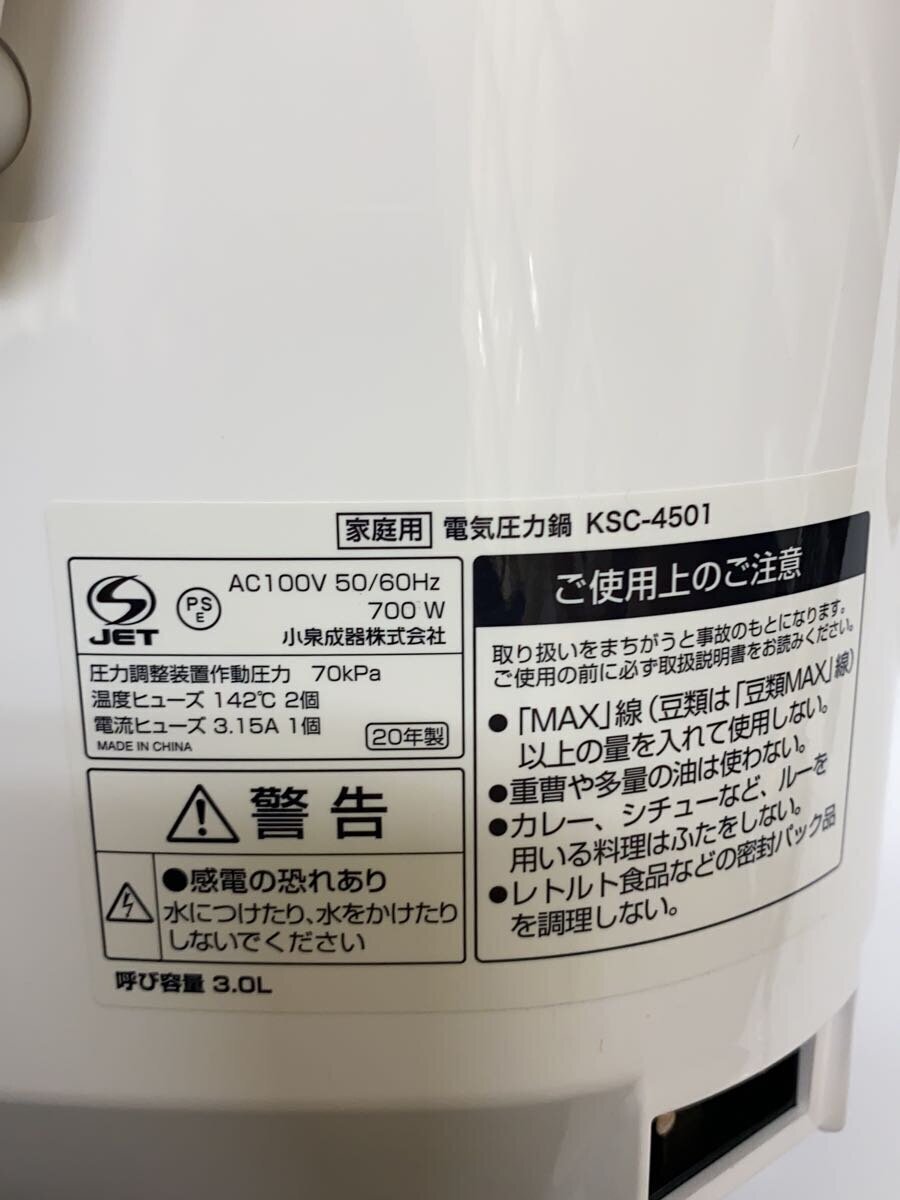 家庭用 電気圧力鍋 KSC-4501
JET
PSE
AC100V 50/60Hz
700 W
小泉成器株式会社
圧力調整装置作動圧力 70kPa
温度ヒューズ 142℃ 2個
電流ヒューズ 3.15A 1個
MADE IN CHINA
20年製
警告
●感電の恐れあり
水につけたり、水をかけたり
しないでください
呼び容量 3.0L
ご使用上のご注意
取り扱いをまちがうと事故のもとになります。
ご使用の前に必ず取扱説明書をお読みください。
●「MAX」線（豆類は「豆類MAX」線）
以上の量を入れて使用しない。
●重曹や多量の油は使わない。
●カレー、シチューなど、ルーを
用いる料理はふたをしない。
●レトルト食品などの密封パック品
を調理しない。